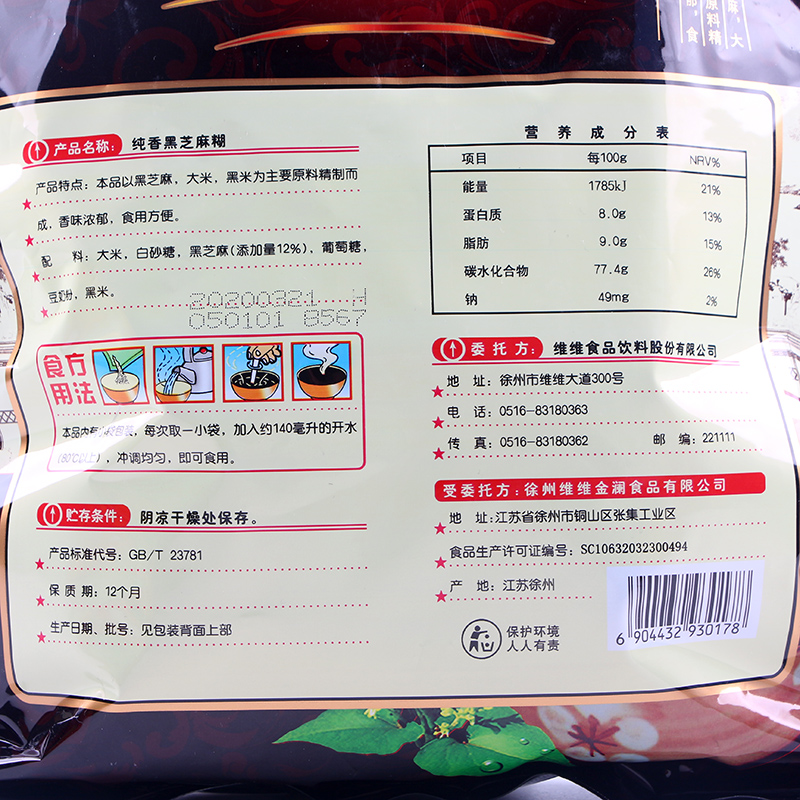 麻，大
原料精
郁，食
产品名称：纯香黑芝麻糊
产品特点：本品以黑芝麻，大米，黑米为主要原料精制而
成，香味浓郁，食用方便。
配 料：大米，白砂糖，黑芝麻（添加量12%），葡萄糖，
豆奶粉，黑米。
20200321 H
050101 8567
食用方法
本品内有小袋包装，每次取一小袋，加入约140毫升的开水
（80℃以上），冲调均匀，即可食用。
贮存条件：阴凉干燥处保存。
产品标准代号：GB/T 23781
保 质 期：12个月
生产日期、批号：见包装背面上部
营养成分表
项目 每100g NRV%
能量 1785kJ 21%
蛋白质 8.0g 13%
脂肪 9.0g 15%
碳水化合物 77.4g 26%
钠 49mg 2%
委托方：维维食品饮料股份有限公司
地 址：徐州市维维大道300号
电 话：0516-83180363
传 真：0516-83180362 邮 编：221111
受委托方：徐州维维金澜食品有限公司
地 址：江苏省徐州市铜山区张集工业区
食品生产许可证编号：SC10632032300494
产 地：江苏徐州
保护环境
人人有责
6 904432 930178